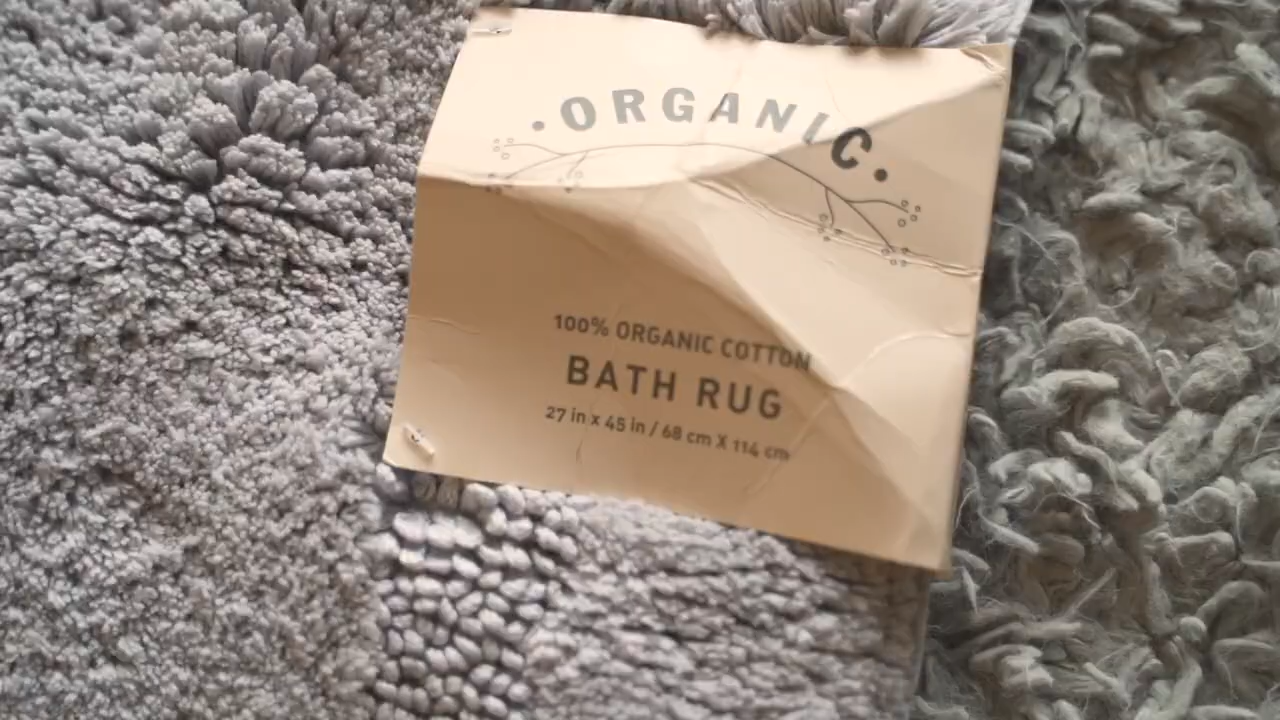 • ORGANIC •
100% ORGANIC COTTON
BATH RUG
27 in x 45 in / 68 cm X 114 cm